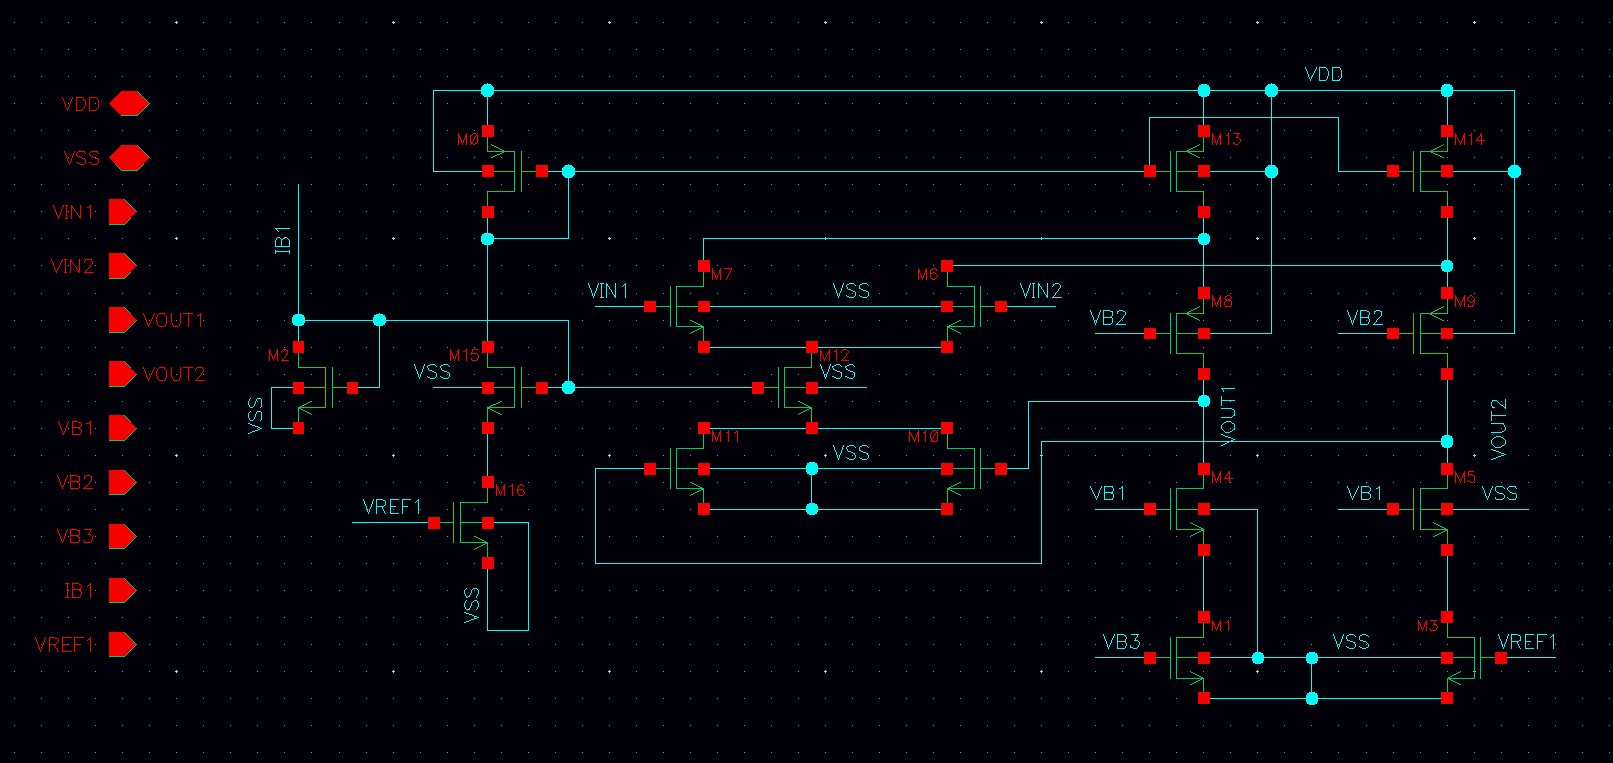 VDD
VSS
VIN1
VIN2
VOUT1
VOUT2
VB1
VB2
VB3
IB1
VREF1
IB1
M2
VSS
M0
M15
VSS
VREF1
M16
VSS
VIN1
M7
VSS
M6
VIN2
M12
VSS
M11
VSS
M10
VDD
M13
M14
VB2
M8
VB2
M9
VOUT1
VOUT2
VB1
M4
VB1
M5
VSS
VB3
M1
VSS
M3
VREF1